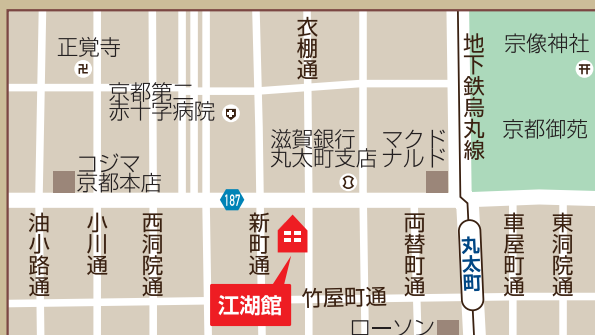 正覚寺
衣棚通
地下鉄烏丸線
宗像神社
京都第二
赤十字病院
京都御苑
滋賀銀行
丸太町支店
マクド
ナルド
コジマ
京都本店
187
油小路通
小川通
西洞院通
新町通
両替町通
丸太町
車屋町通
東洞院通
江湖館
竹屋町通
ローソン